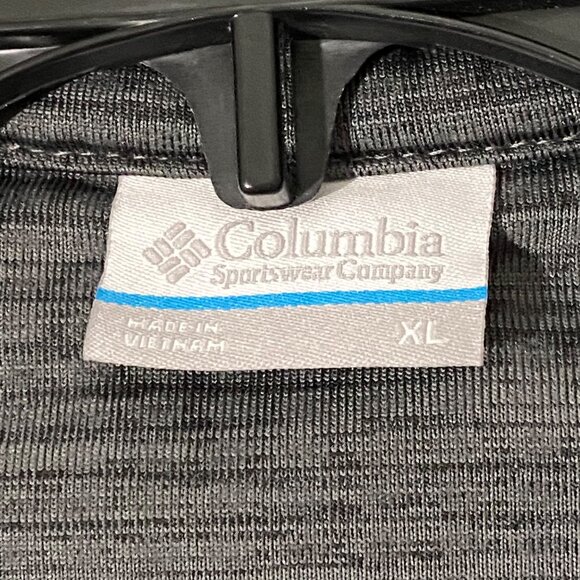 Columbia
Sportswear Company
MADE IN
VIETNAM
XL